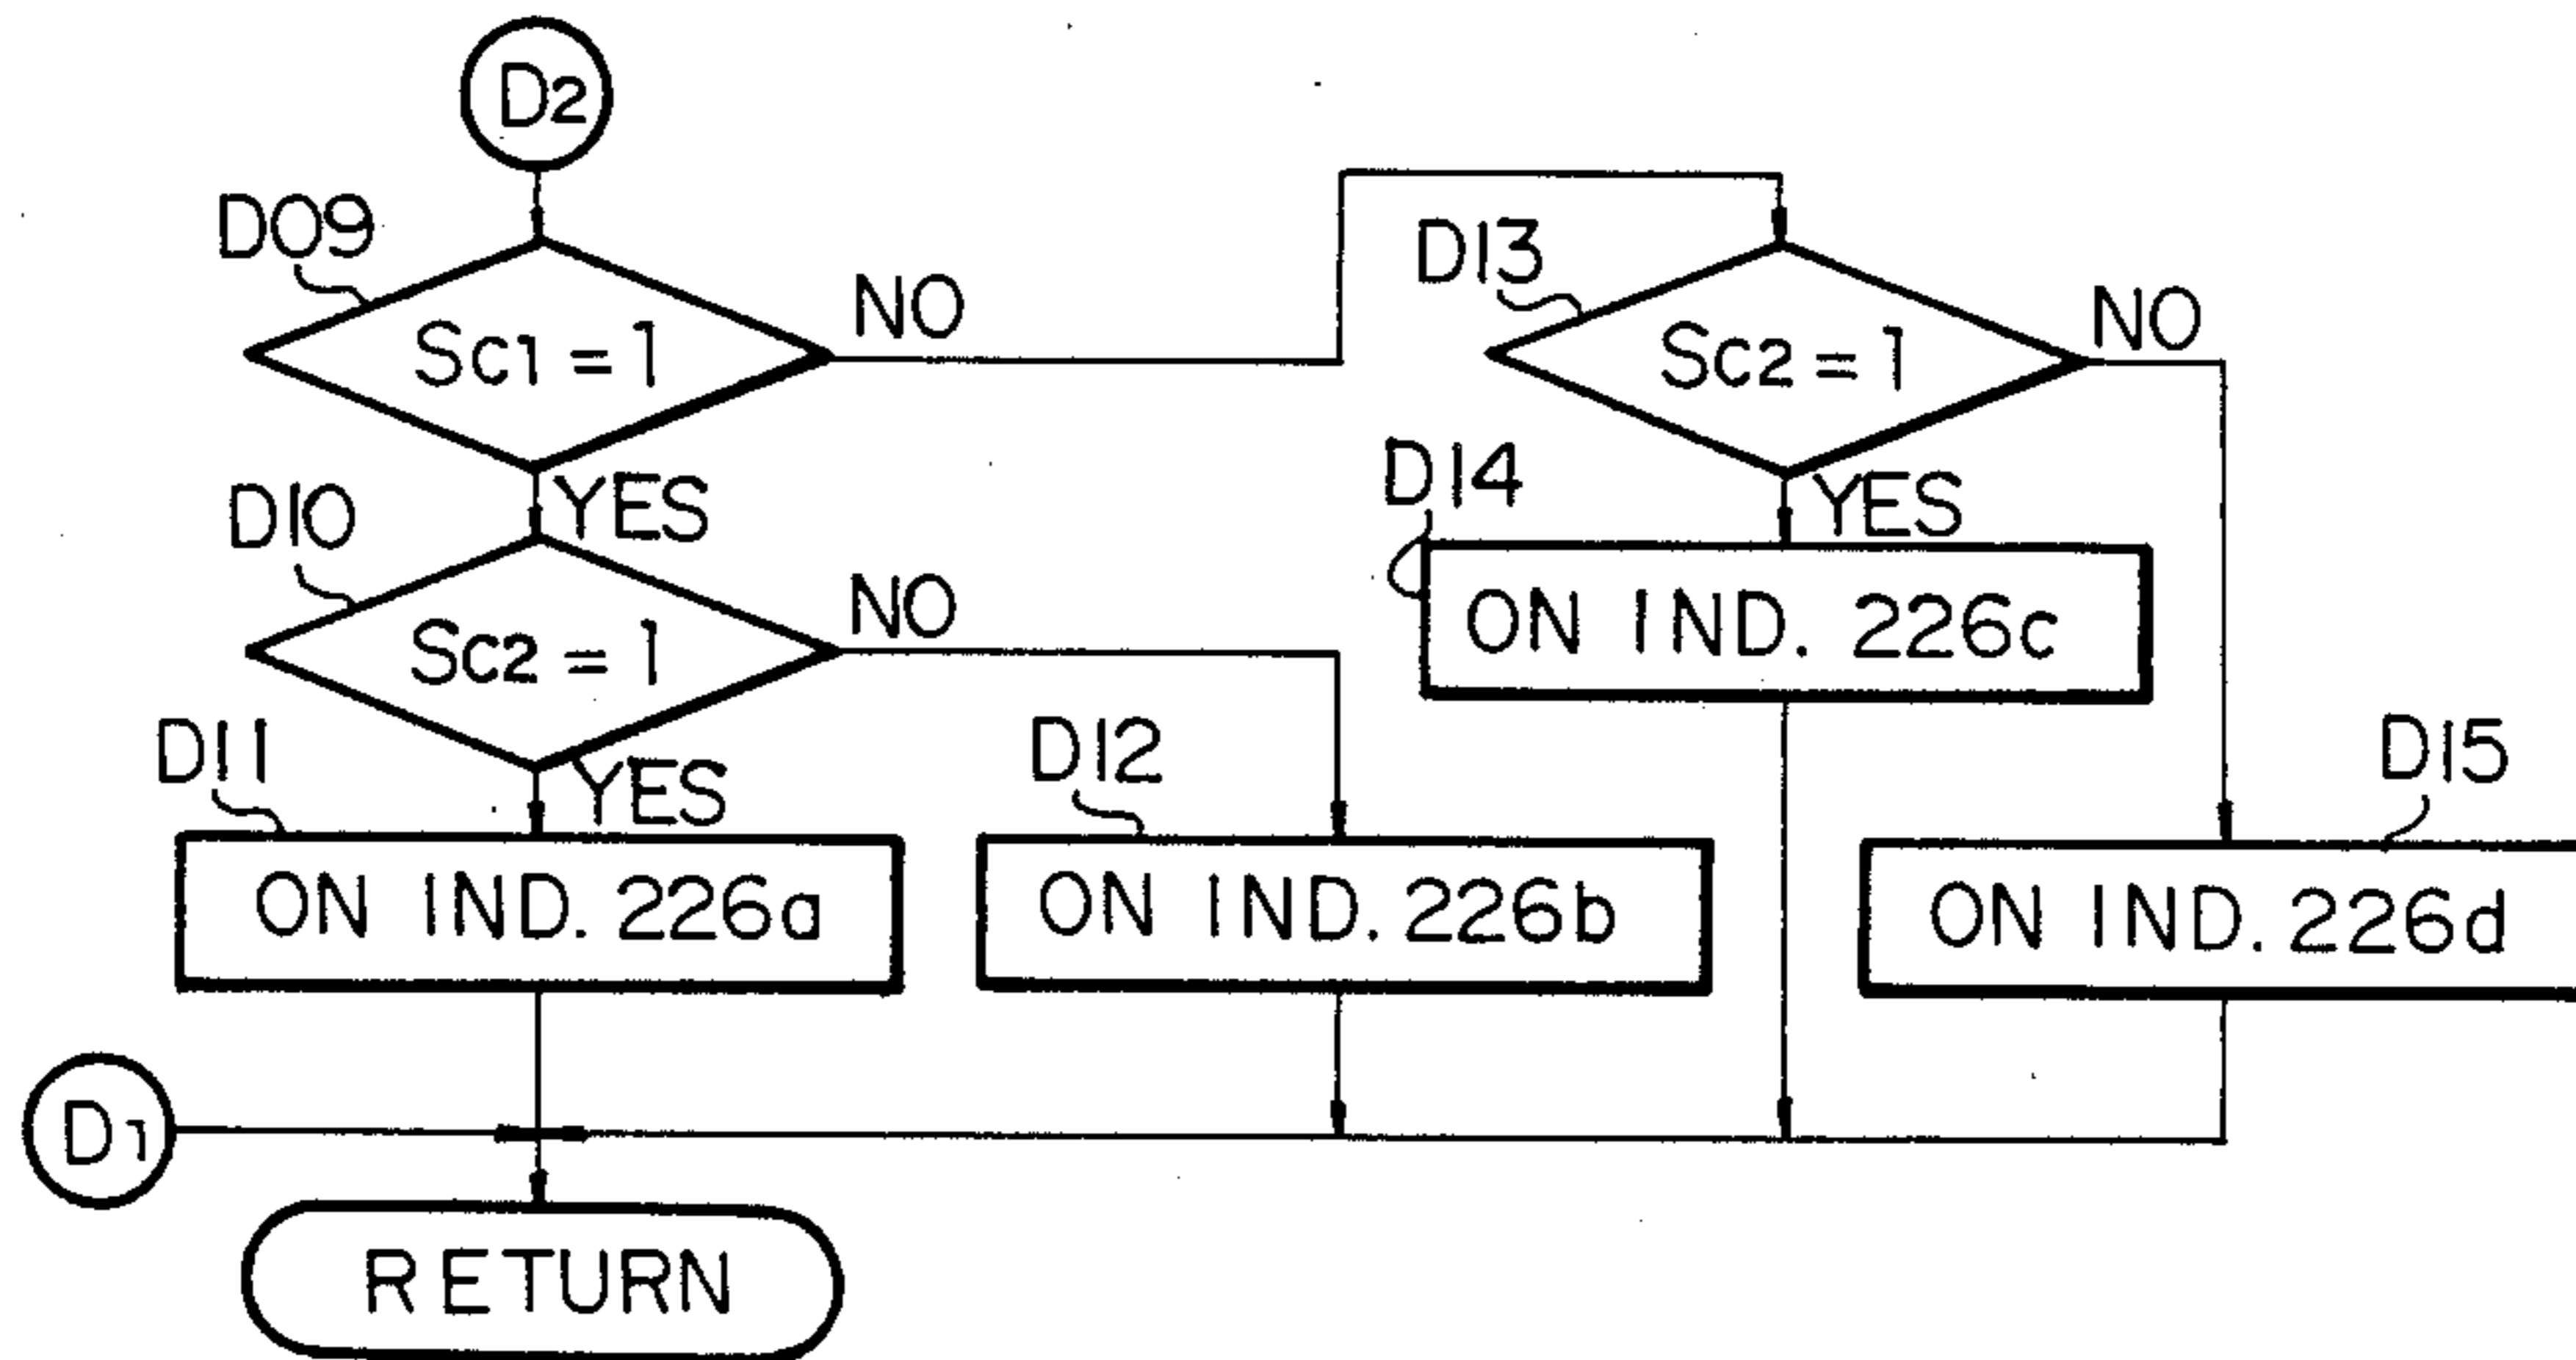 D2
D09
Sc1 = 1
NO
YES
D10
Sc2 = 1
NO
YES
D11
ON IND. 226a
D12
ON IND. 226b
D13
Sc2 = 1
NO
YES
D14
ON IND. 226c
D15
ON IND. 226d
D1
RETURN